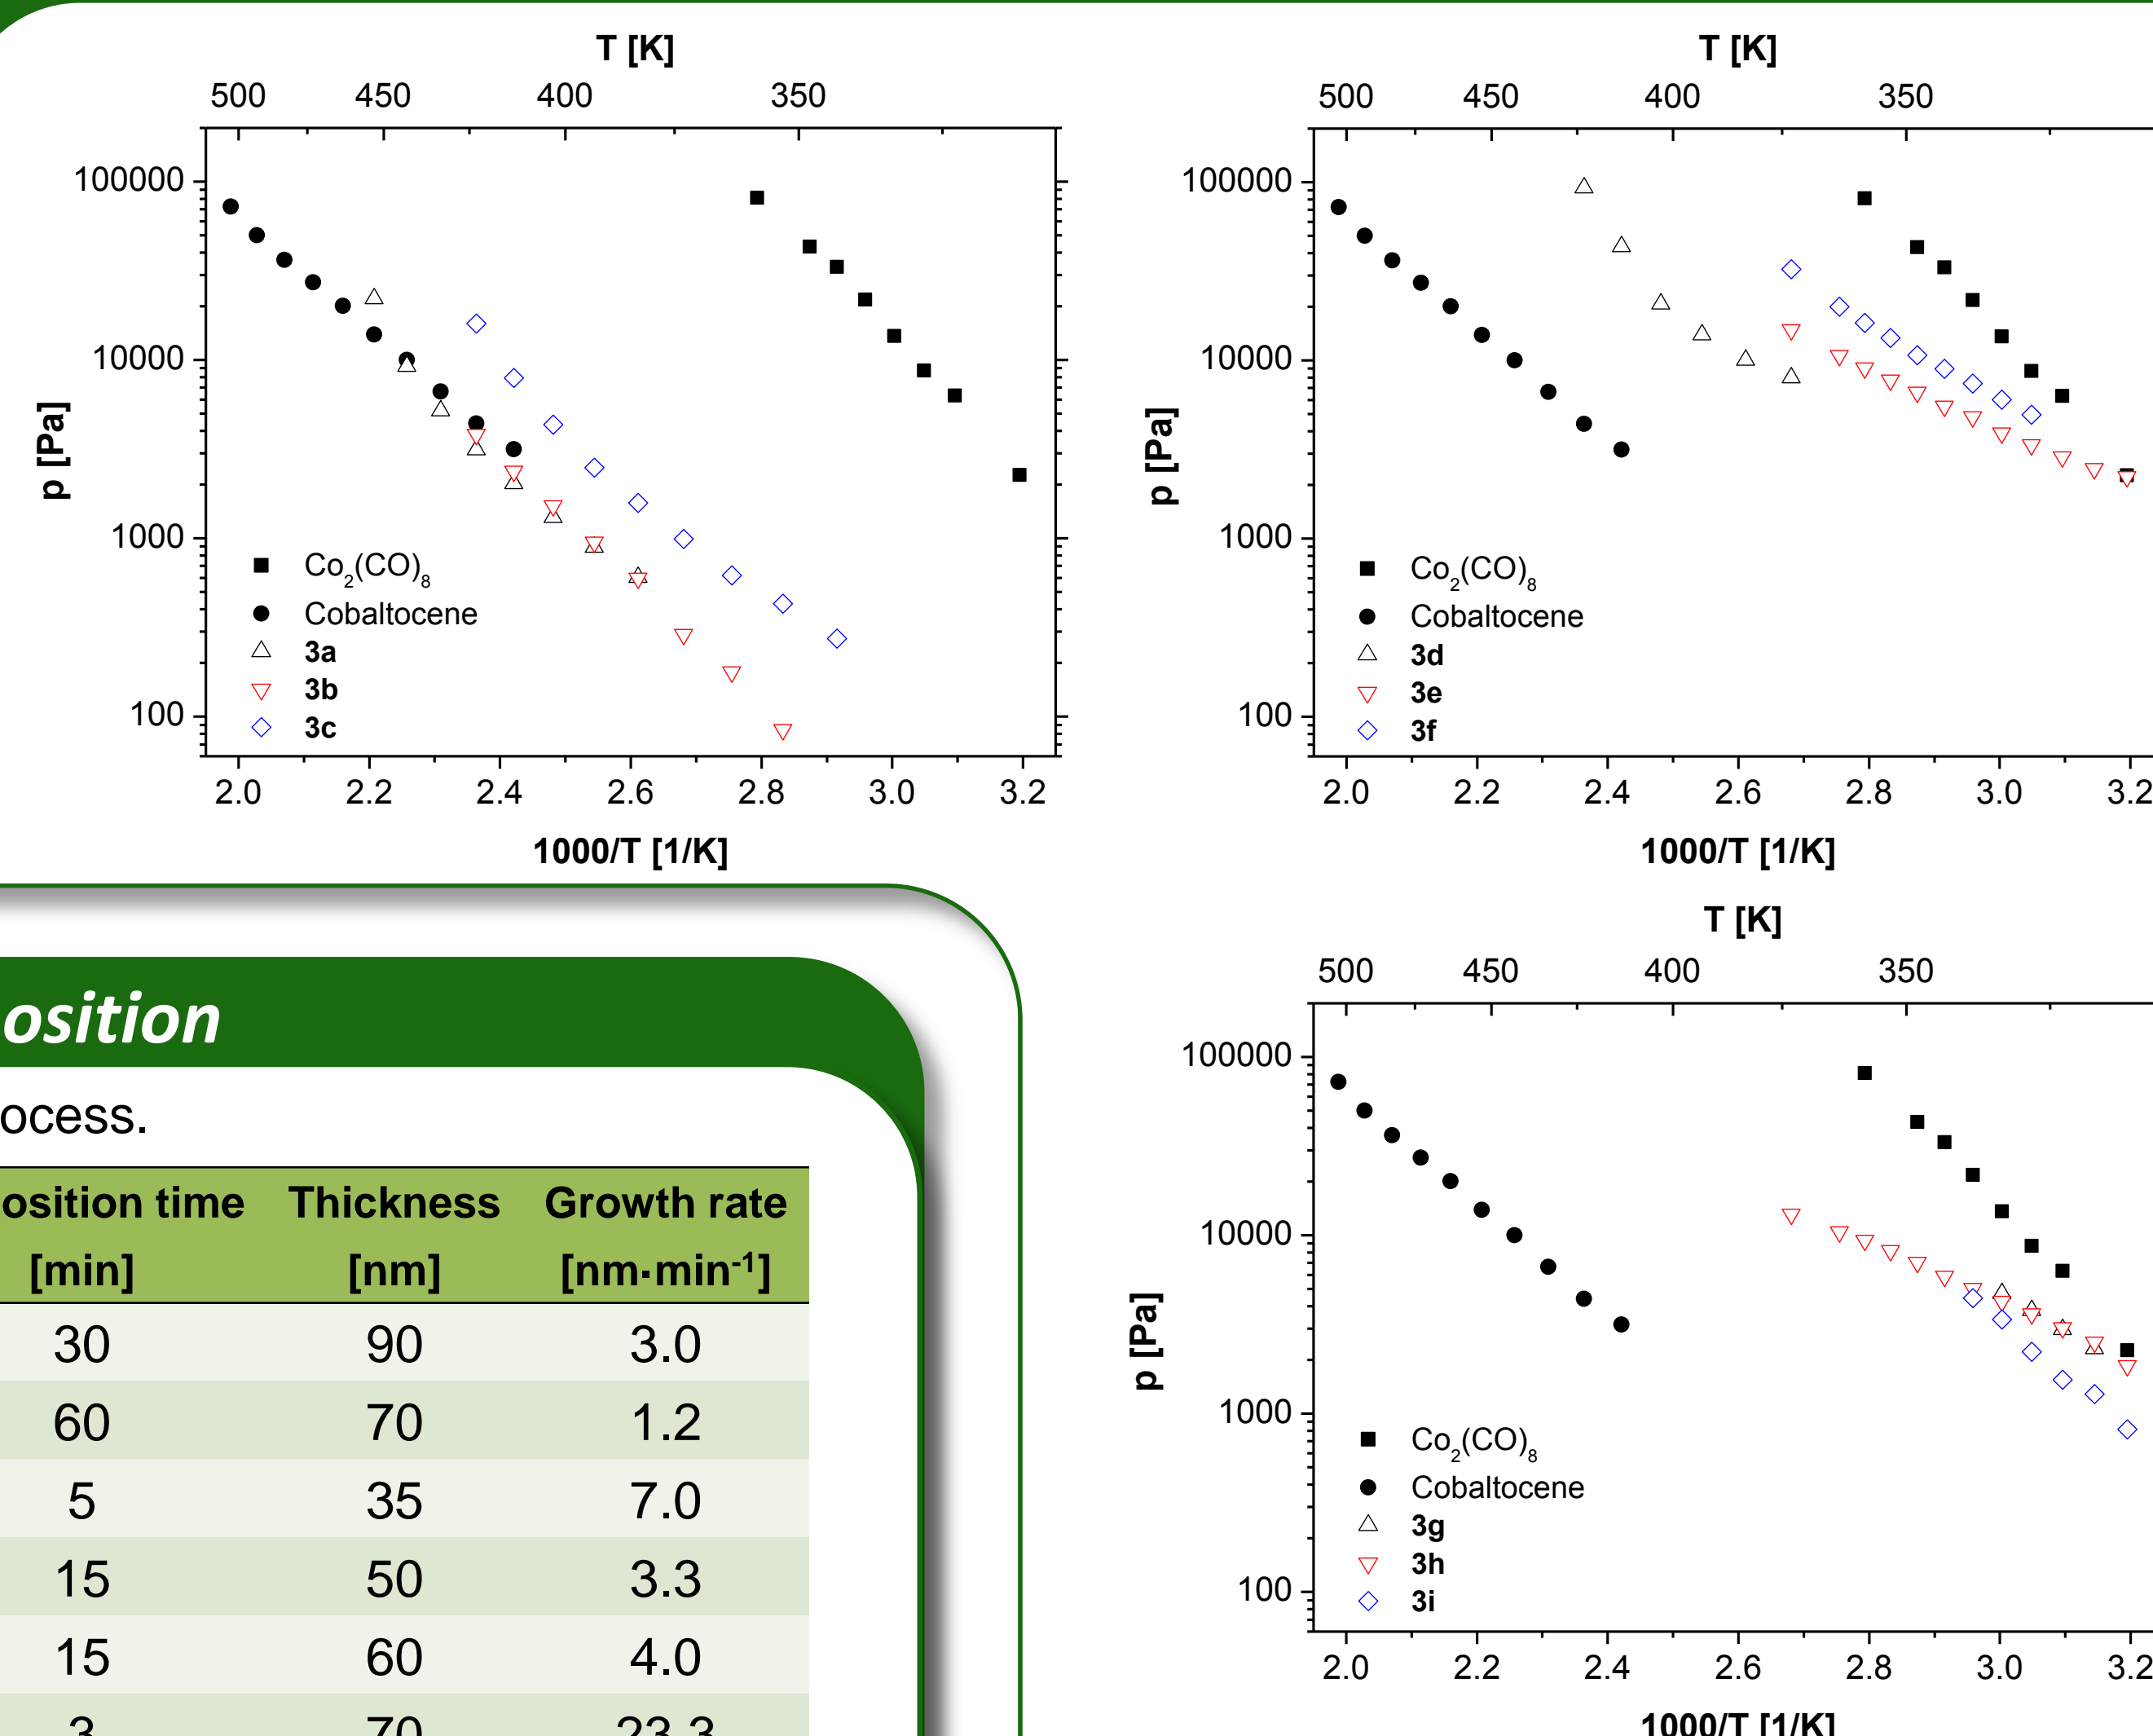 T [K]
500 450 400 350
100000
10000
1000
100
p [Pa]
Co2(CO)8
Cobaltocene
3a
3b
3c
2.0 2.2 2.4 2.6 2.8 3.0 3.2
1000/T [1/K]
T [K]
500 450 400 350
100000
10000
1000
100
p [Pa]
Co2(CO)8
Cobaltocene
3d
3e
3f
2.0 2.2 2.4 2.6 2.8 3.0 3.2
1000/T [1/K]
osition
ocess.
osition time Thickness Growth rate
[min] [nm] [nm·min-1]
30 90 3.0
60 70 1.2
5 35 7.0
15 50 3.3
15 60 4.0
3 70 23.3
T [K]
500 450 400 350
100000
10000
1000
100
p [Pa]
Co2(CO)8
Cobaltocene
3g
3h
3i
2.0 2.2 2.4 2.6 2.8 3.0 3.2
1000/T [1/K]